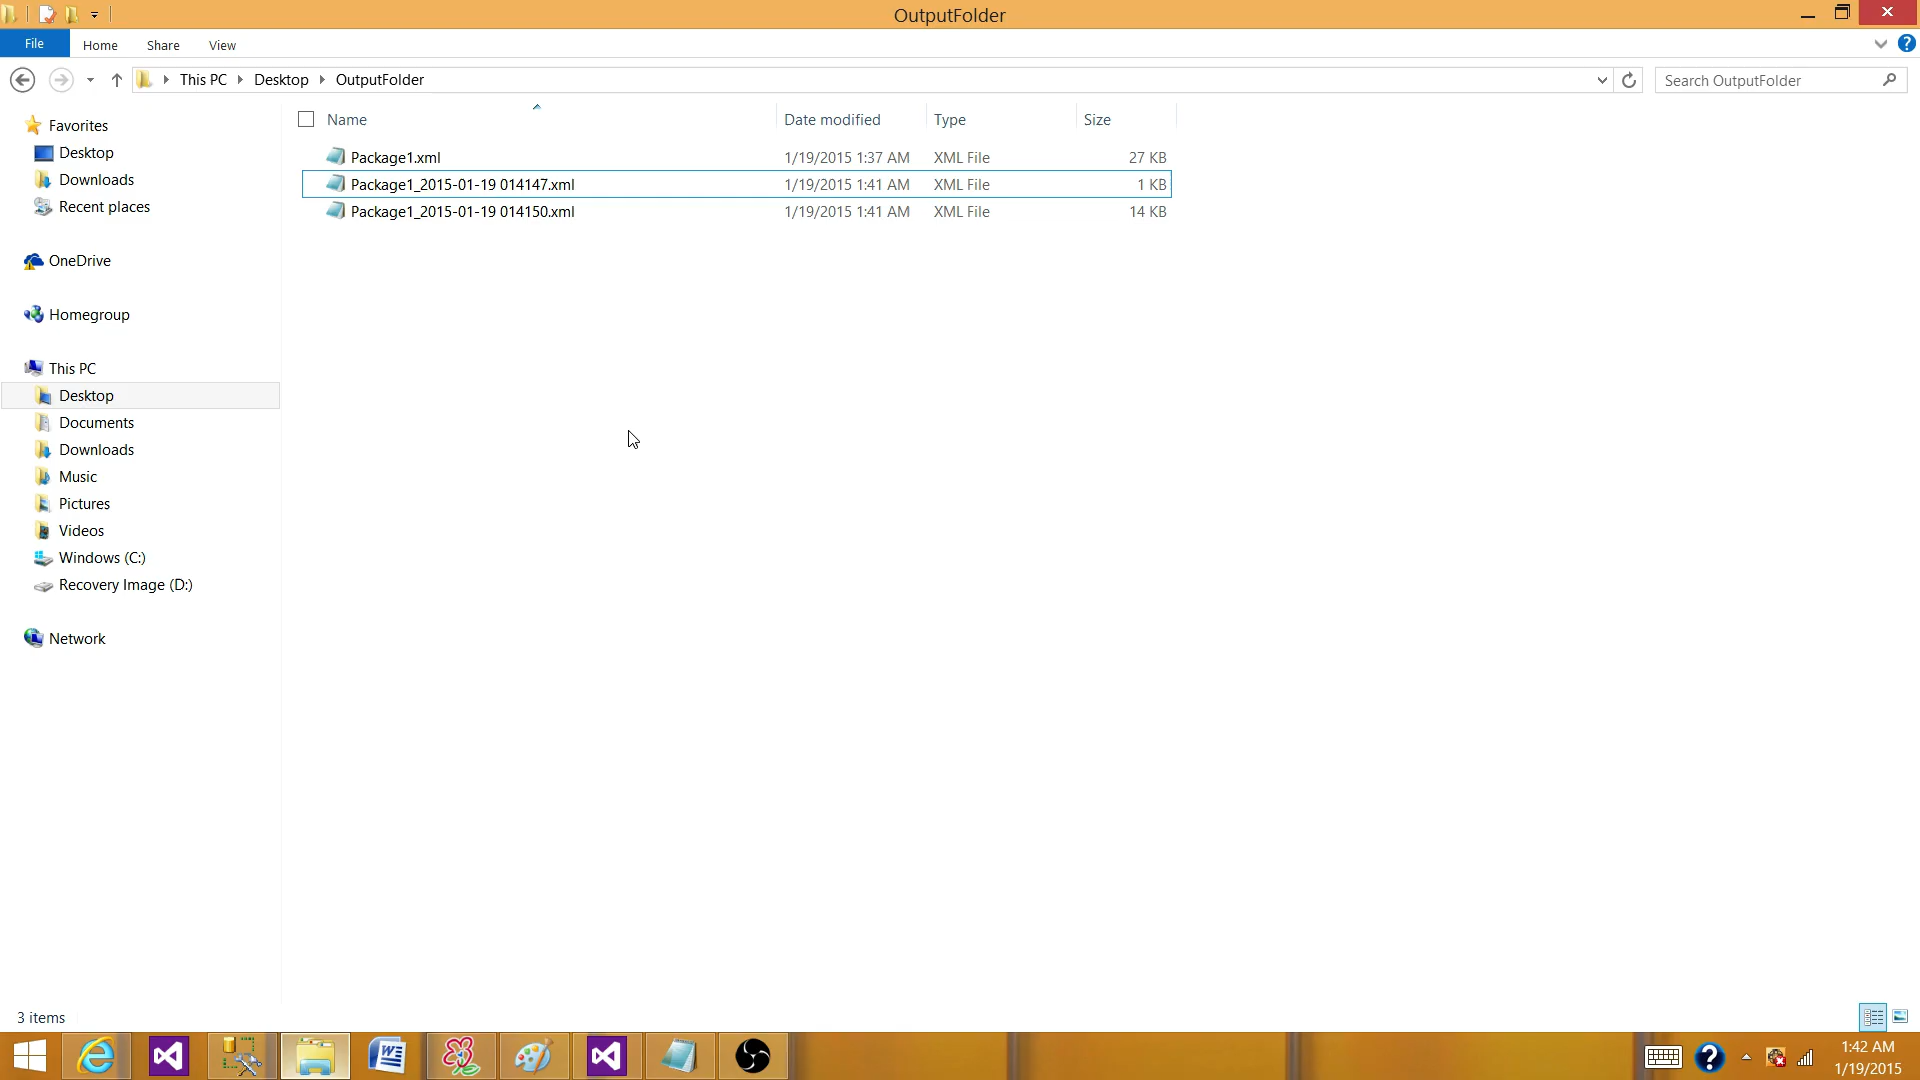 OutputFolder
File Home Share View
This PC Desktop OutputFolder
Search OutputFolder
Name Date modified Type Size
Package1.xml 1/19/2015 1:37 AM XML File 27 KB
Package1_2015-01-19 014147.xml 1/19/2015 1:41 AM XML File 1 KB
Package1_2015-01-19 014150.xml 1/19/2015 1:41 AM XML File 14 KB
Favorites
Desktop
Downloads
Recent places
OneDrive
Homegroup
This PC
Desktop
Documents
Downloads
Music
Pictures
Videos
Windows (C:)
Recovery Image (D:)
Network
3 items
1:42 AM
1/19/2015